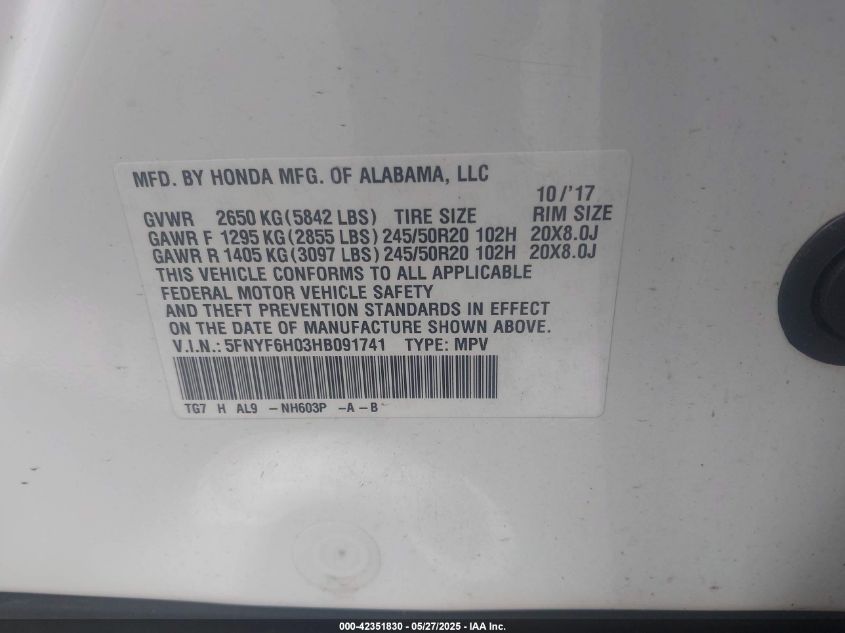 MFD. BY HONDA MFG. OF ALABAMA, LLC
10/'17
GVWR 2650 KG(5842 LBS) TIRE SIZE RIM SIZE
GAWR F 1295 KG(2855 LBS) 245/50R20 102H 20X8.0J
GAWR R 1405 KG(3097 LBS) 245/50R20 102H 20X8.0J
THIS VEHICLE CONFORMS TO ALL APPLICABLE
FEDERAL MOTOR VEHICLE SAFETY
AND THEFT PREVENTION STANDARDS IN EFFECT
ON THE DATE OF MANUFACTURE SHOWN ABOVE.
V.I.N.: 5FNYF6H03HB091741 TYPE: MPV
TG7 H AL9 -NH603P -A-B
000-42351830 - 05/27/2025 - IAA Inc.